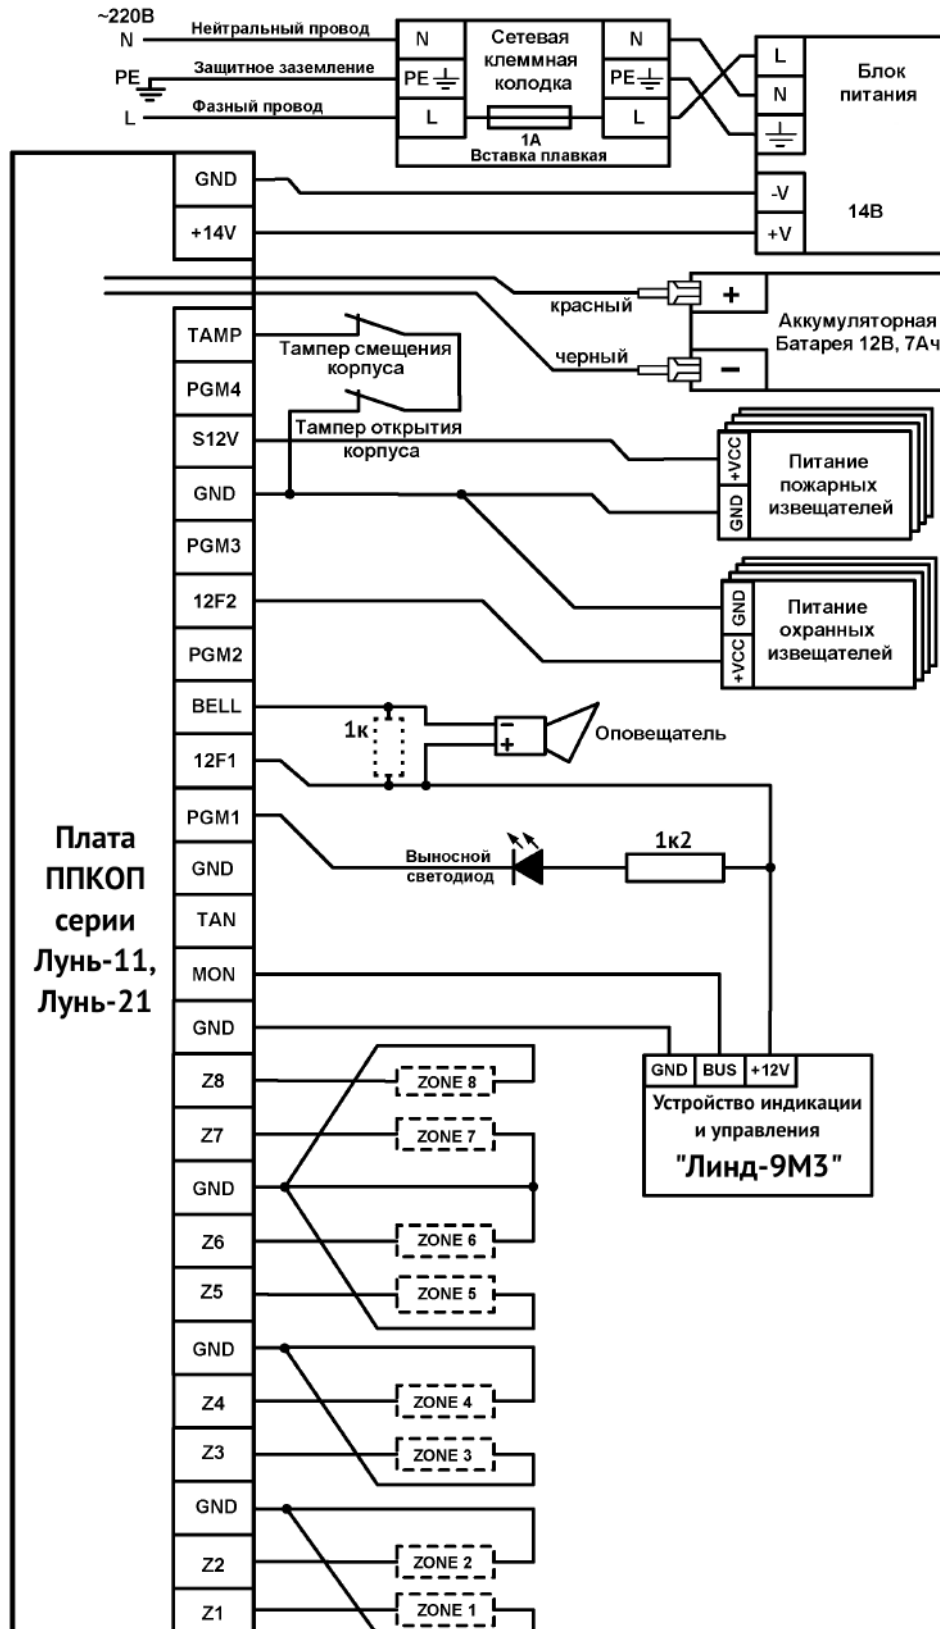 ~220В
N
Нейтральный провод
PE
Защитное заземление
L
Фазный провод
N
PE
L
Сетевая
клеммная
колодка
1А
Вставка плавкая
N
PE
L
L
N
Блок
питания
-V
+V
14В
GND
+14V
красный
черный
+
−
Аккумуляторная
Батарея 12В, 7Ач
TAMP
PGM4
S12V
GND
PGM3
12F2
PGM2
BELL
12F1
PGM1
GND
TAN
MON
GND
Z8
Z7
GND
Z6
Z5
GND
Z4
Z3
GND
Z2
Z1
Тампер смещения
корпуса
Тампер открытия
корпуса
+VCC
GND
Питание
пожарных
извещателей
GND
+VCC
Питание
охранных
извещателей
1к
−
+
Оповещатель
Выносной
светодиод
1к2
Плата
ППКОП
серии
Лунь-11,
Лунь-21
GND BUS +12V
Устройство индикации
и управления
"Линд-9М3"
ZONE 8
ZONE 7
ZONE 6
ZONE 5
ZONE 4
ZONE 3
ZONE 2
ZONE 1